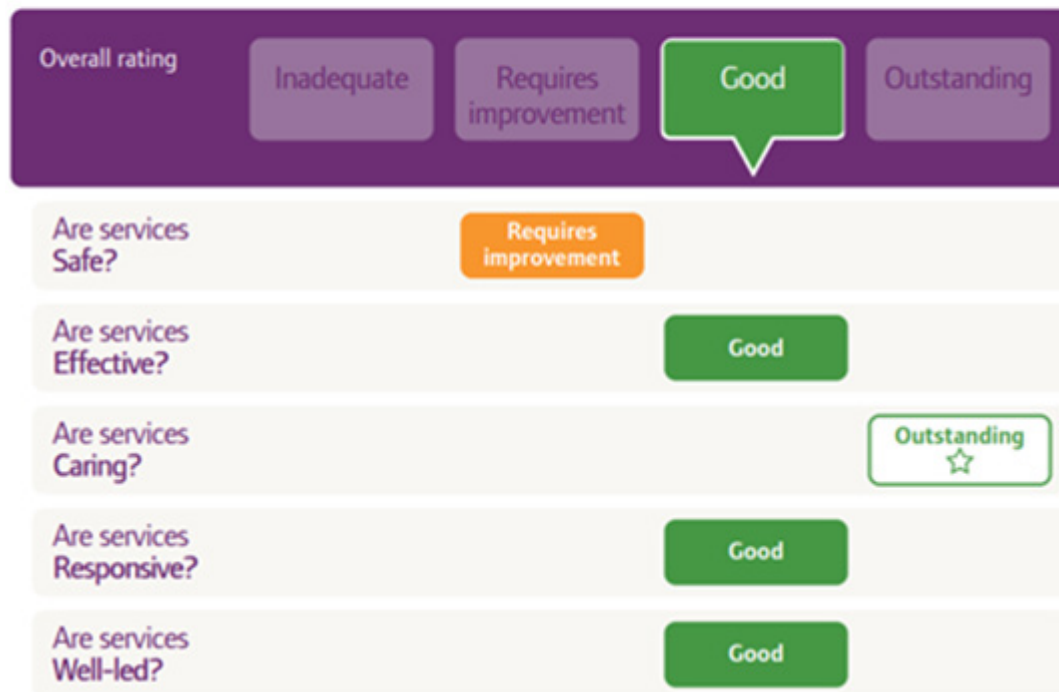 Overall rating
Inadequate
Requires
improvement
Good
Outstanding
Are services
Safe?
Requires
improvement
Are services
Effective?
Good
Are services
Caring?
Outstanding
Are services
Responsive?
Good
Are services
Well-led?
Good